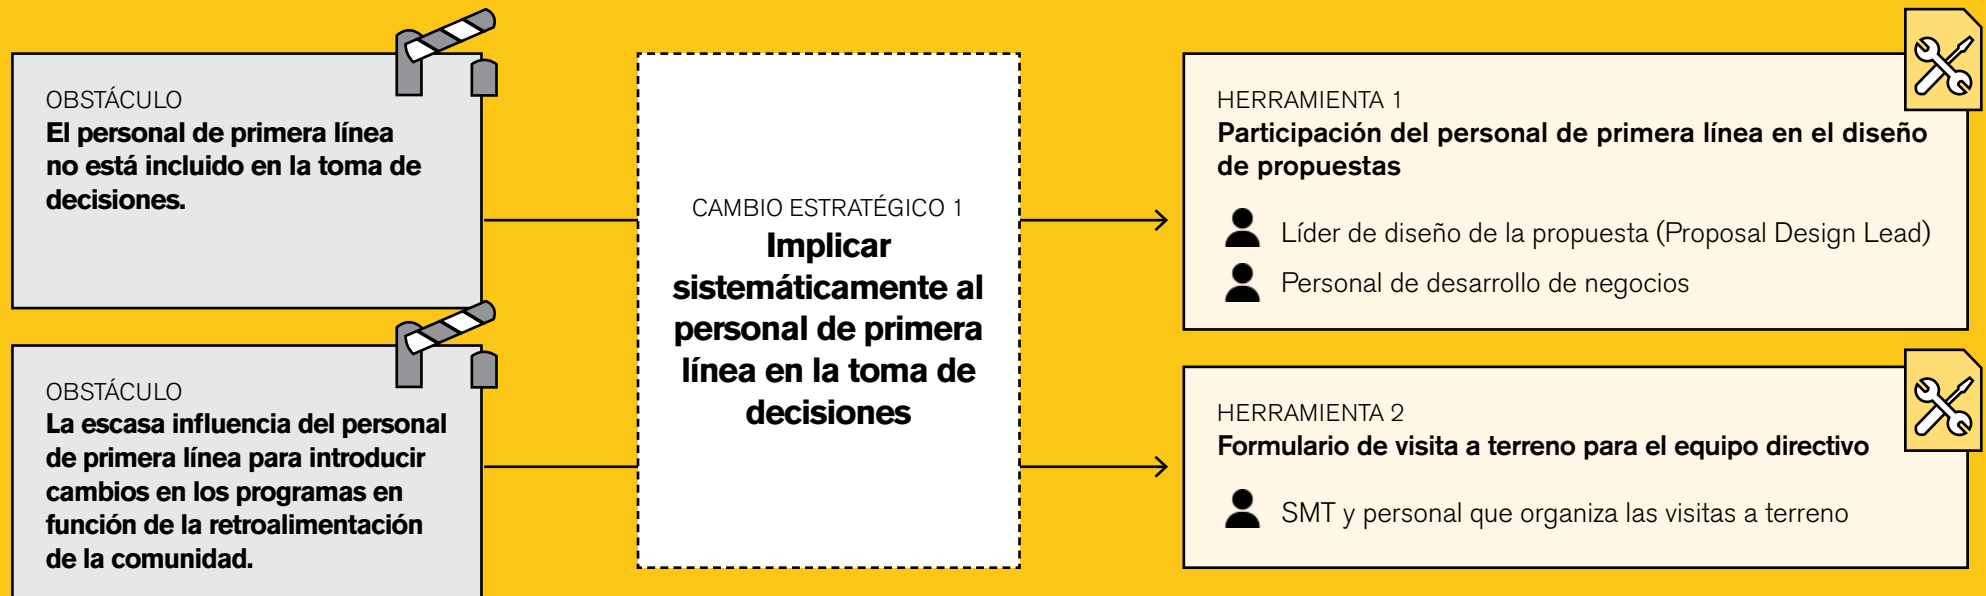 OBSTÁCULO
El personal de primera línea
no está incluido en la toma de
decisiones.
OBSTÁCULO
La escasa influencia del personal
de primera línea para introducir
cambios en los programas en
función de la retroalimentación
de la comunidad.
CAMBIO ESTRATÉGICO 1
Implicar
sistemáticamente al
personal de primera
línea en la toma de
decisiones
HERRAMIENTA 1
Participación del personal de primera línea en el diseño
de propuestas
Líder de diseño de la propuesta (Proposal Design Lead)
Personal de desarrollo de negocios
HERRAMIENTA 2
Formulario de visita a terreno para el equipo directivo
SMT y personal que organiza las visitas a terreno